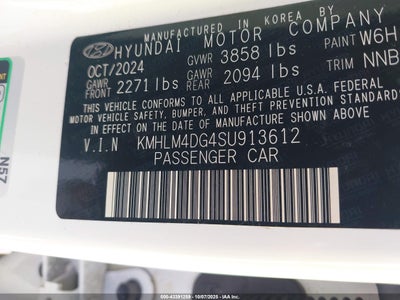 MANUFACTURED IN KOREA
HYUNDAI MOTOR COMPANY
OCT/2024 GVWR 3858 lbs PAINT W6H
GAWR FRONT 2271 lbs GAWR REAR 2094 lbs TRIM NNB
THIS VEHICLE CONFORMS TO ALL APPLICABLE U.S.A. FEDERAL
MOTOR VEHICLE SAFETY, BUMPER, AND THEFT PREVENTION STANDARDS
IN EFFECT ON THE DATE OF MANUFACTURE SHOWN ABOVE.
V.I.N KMHLM4DG4SU913612
PASSENGER CAR
N57